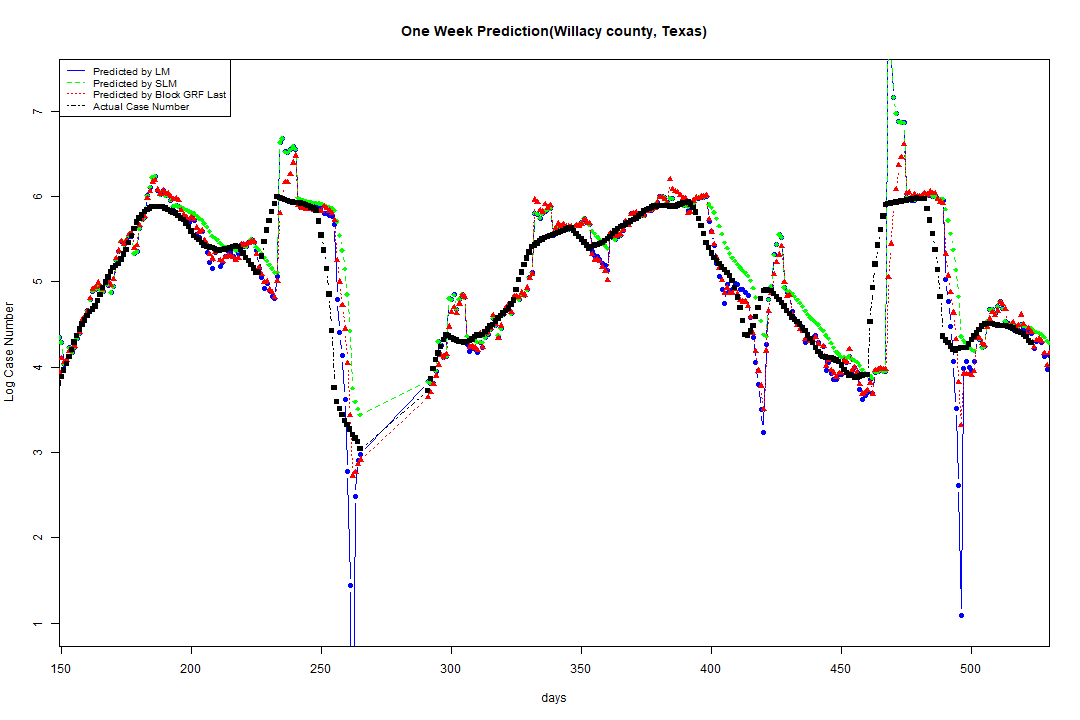 One Week Prediction(Willacy county, Texas)
Predicted by LM
Predicted by SLM
Predicted by Block GRF Last
Actual Case Number
7
6
5
4
3
2
1
Log Case Number
150 200 250 300 350 400 450 500
days